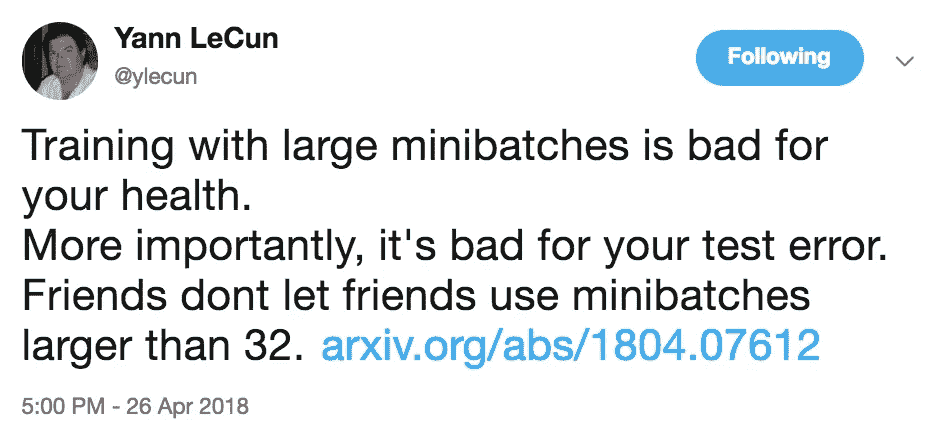 Yann LeCun
@ylecun
Following
Training with large minibatches is bad for
your health.
More importantly, it's bad for your test error.
Friends dont let friends use minibatches
larger than 32. arxiv.org/abs/1804.07612
5:00 PM - 26 Apr 2018